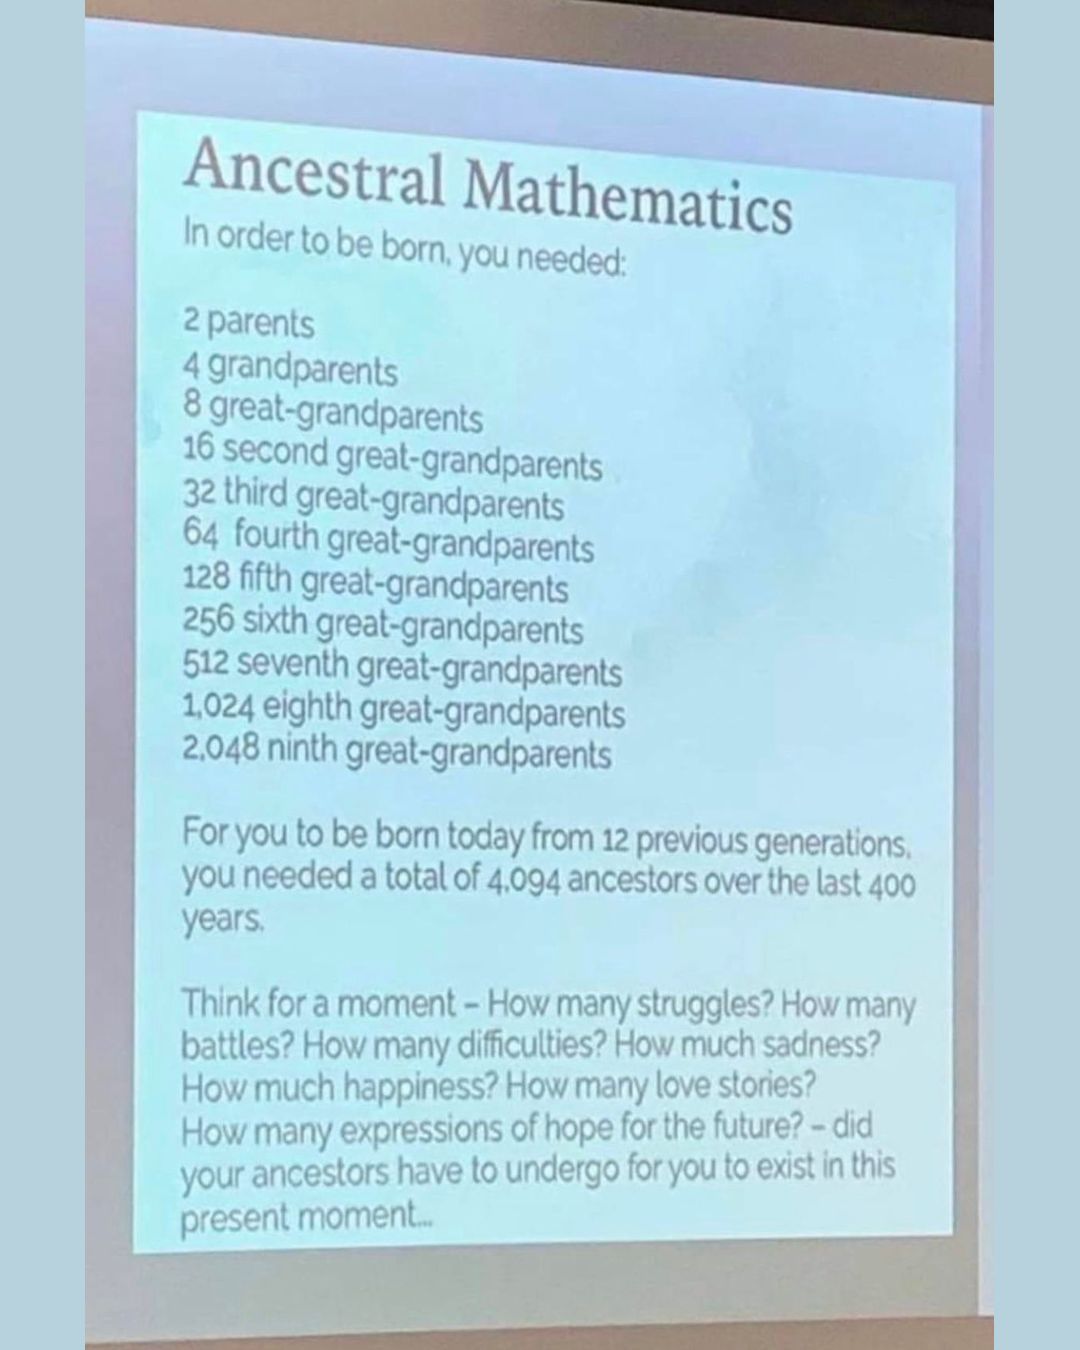 Ancestral Mathematics
In order to be born, you needed:
2 parents
4 grandparents
8 great-grandparents
16 second great-grandparents
32 third great-grandparents
64 fourth great-grandparents
128 fifth great-grandparents
256 sixth great-grandparents
512 seventh great-grandparents
1,024 eighth great-grandparents
2,048 ninth great-grandparents
For you to be born today from 12 previous generations,
you needed a total of 4,094 ancestors over the last 400
years.
Think for a moment – How many struggles? How many
battles? How many difficulties? How much sadness?
How much happiness? How many love stories?
How many expressions of hope for the future? – did
your ancestors have to undergo for you to exist in this
present moment...